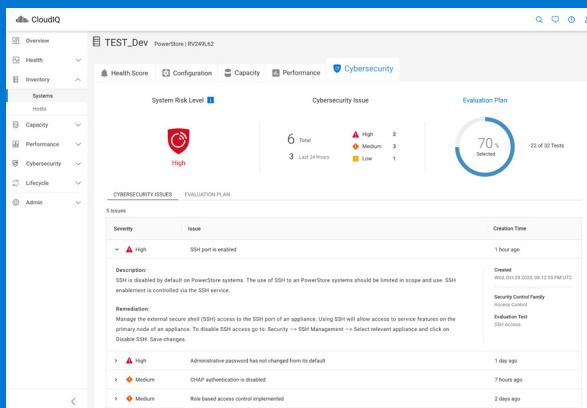 CloudIQ
Overview
Health
Inventory
Systems
Hosts
Capacity
Performance
Cybersecurity
Lifecycle
Admin
TEST_Dev PowerStore | RV249L62
Health Score
Configuration
Capacity
Performance
Cybersecurity
System Risk Level
High
Cybersecurity Issue
6 Total
3 Last 24 Hours
High 2
Medium 3
Low 1
Evaluation Plan
70 %
Selected
22 of 32 Tests
CYBERSECURITY ISSUES EVALUATION PLAN
5 Issues
Severity Issue Creation Time
High SSH port is enabled 1 hour ago
Description:
SSH is disabled by default on PowerStore systems. The use of SSH to an PowerStore systems should be limited in scope and use. SSH
enablement is controlled via the SSH service.
Remediation:
Manage the external secure shell (SSH) access to the SSH port of an appliance. Using SSH will allow access to service features on the
primary node of an appliance. To disable SSH access go to: Security —> SSH Management —> Select relevant appliance and click on
Disable SSH. Save changes.
Created
Wed, Oct 28 2020, 08:12:55 PM UTC
Security Control Family
Access Control
Evaluation Test
SSH Access
High Administrative password has not changed from its default 1 day ago
Medium CHAP authentication is disabled 7 hours ago
Medium Role based access control implemented 2 days ago